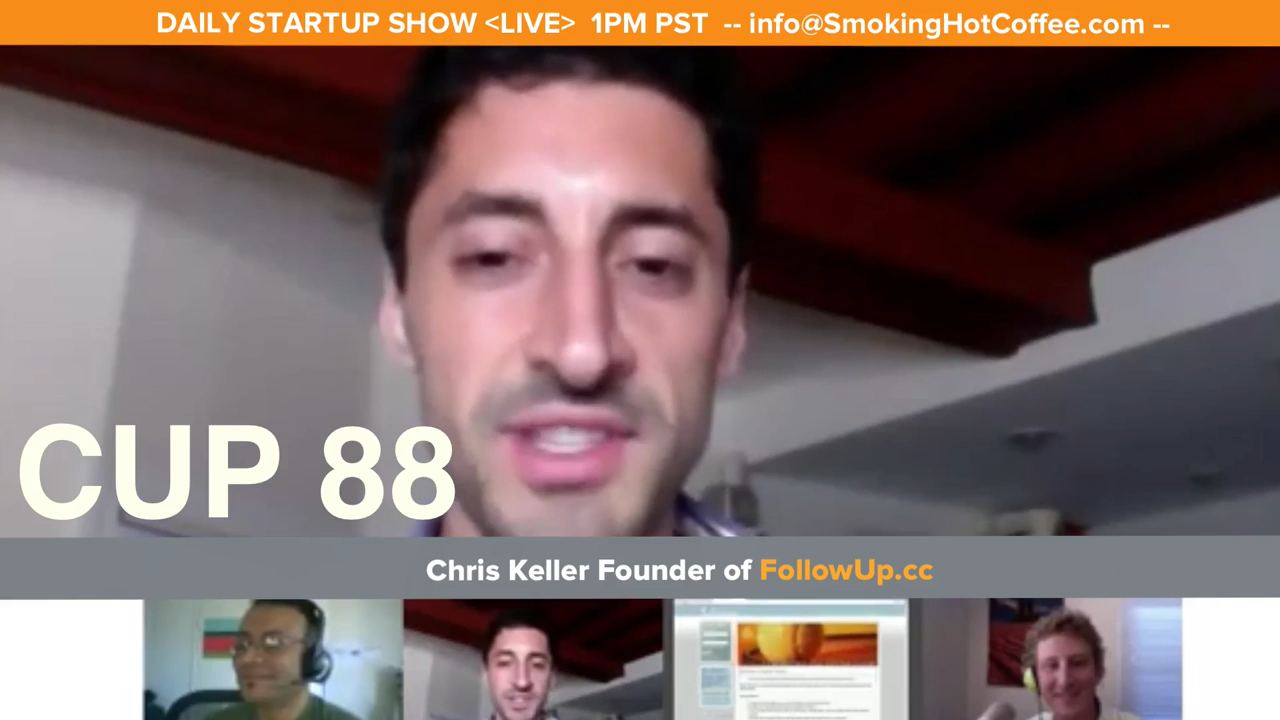 DAILY STARTUP SHOW <LIVE> 1PM PST -- info@SmokingHotCoffee.com --
CUP 88
Chris Keller Founder of FollowUp.cc